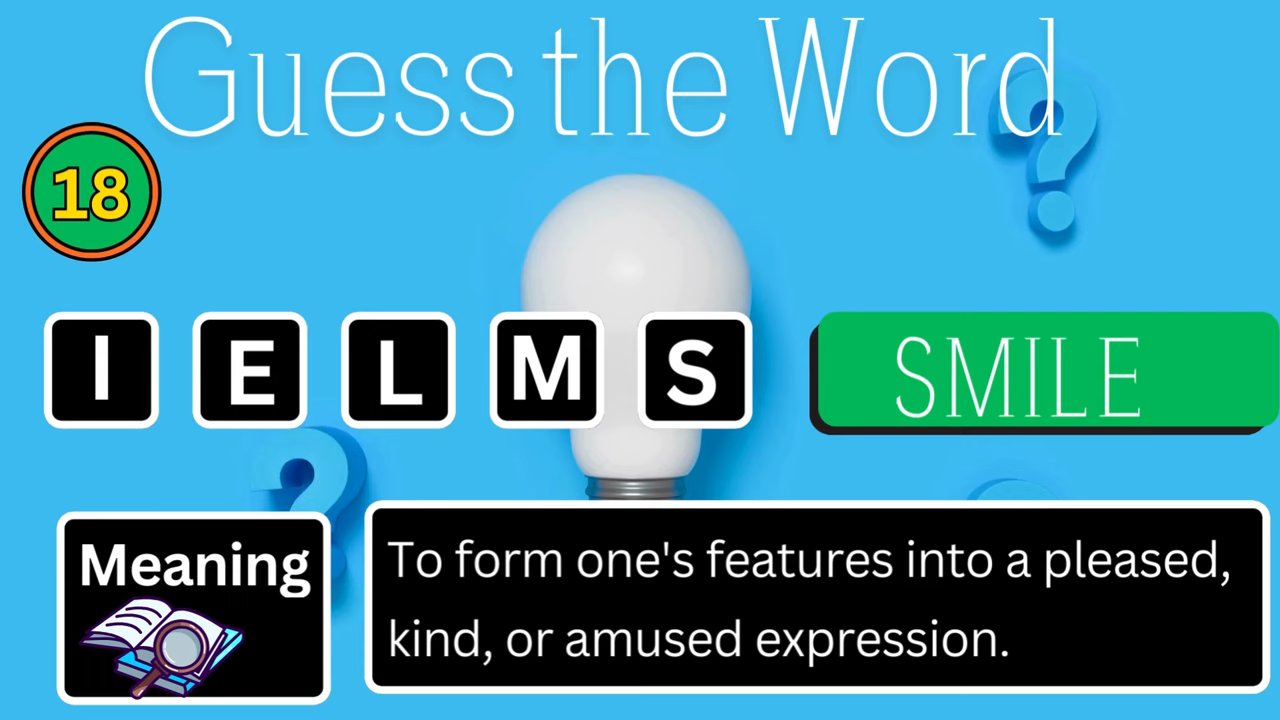 Guess the Word
18
I E L M S
SMILE
Meaning
To form one's features into a pleased,
kind, or amused expression.